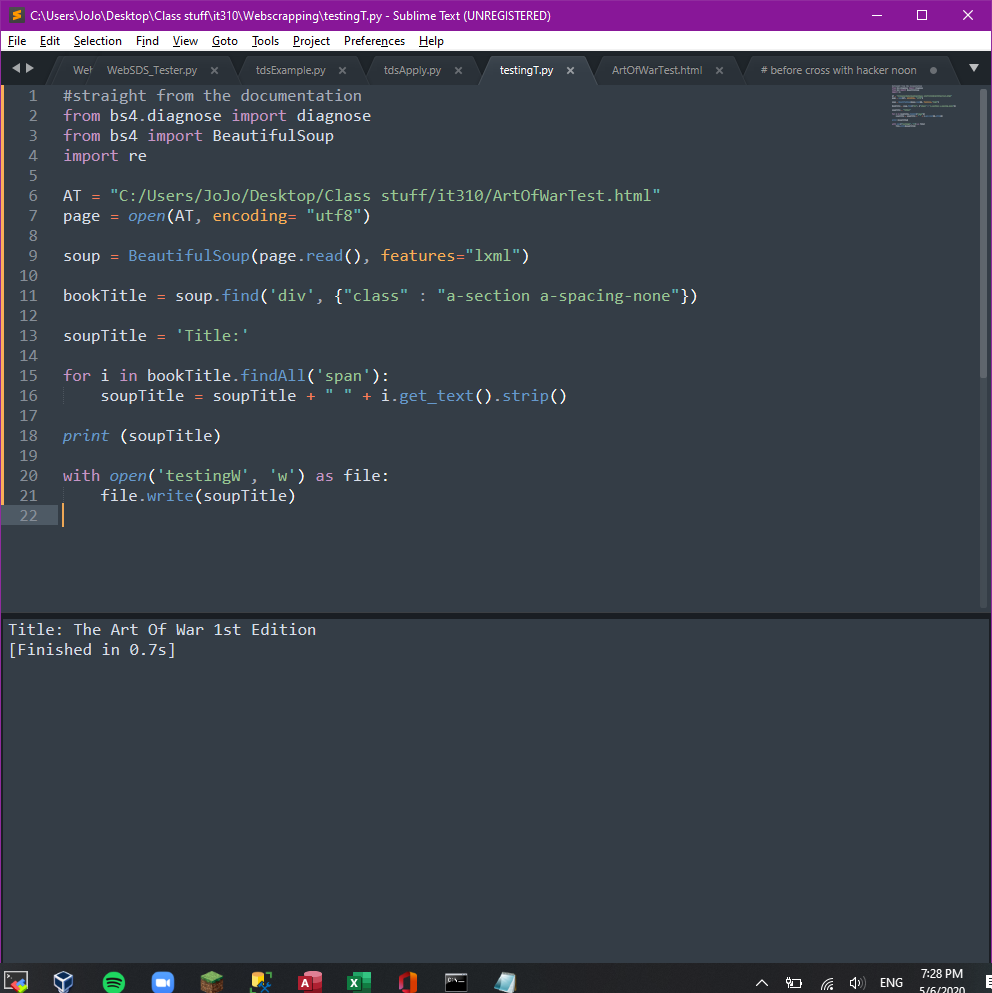 C:\Users\JoJo\Desktop\Class stuff\it310\Webscrapping\testingT.py - Sublime Text (UNREGISTERED)
File Edit Selection Find View Goto Tools Project Preferences Help
WebSDS_Tester.py tdsExample.py tdsApply.py testingT.py ArtOfWarTest.html # before cross with hacker noon
1 #straight from the documentation
2 from bs4.diagnose import diagnose
3 from bs4 import BeautifulSoup
4 import re
5
6 AT = "C:/Users/JoJo/Desktop/Class stuff/it310/ArtOfWarTest.html"
7 page = open(AT, encoding= "utf8")
8
9 soup = BeautifulSoup(page.read(), features="lxml")
10
11 bookTitle = soup.find('div', {"class" : "a-section a-spacing-none"})
12
13 soupTitle = 'Title:'
14
15 for i in bookTitle.findAll('span'):
16     soupTitle = soupTitle + " " + i.get_text().strip()
17
18 print (soupTitle)
19
20 with open('testingW', 'w') as file:
21     file.write(soupTitle)
22
Title: The Art Of War 1st Edition
[Finished in 0.7s]
ENG
7:28 PM
5/6/2020